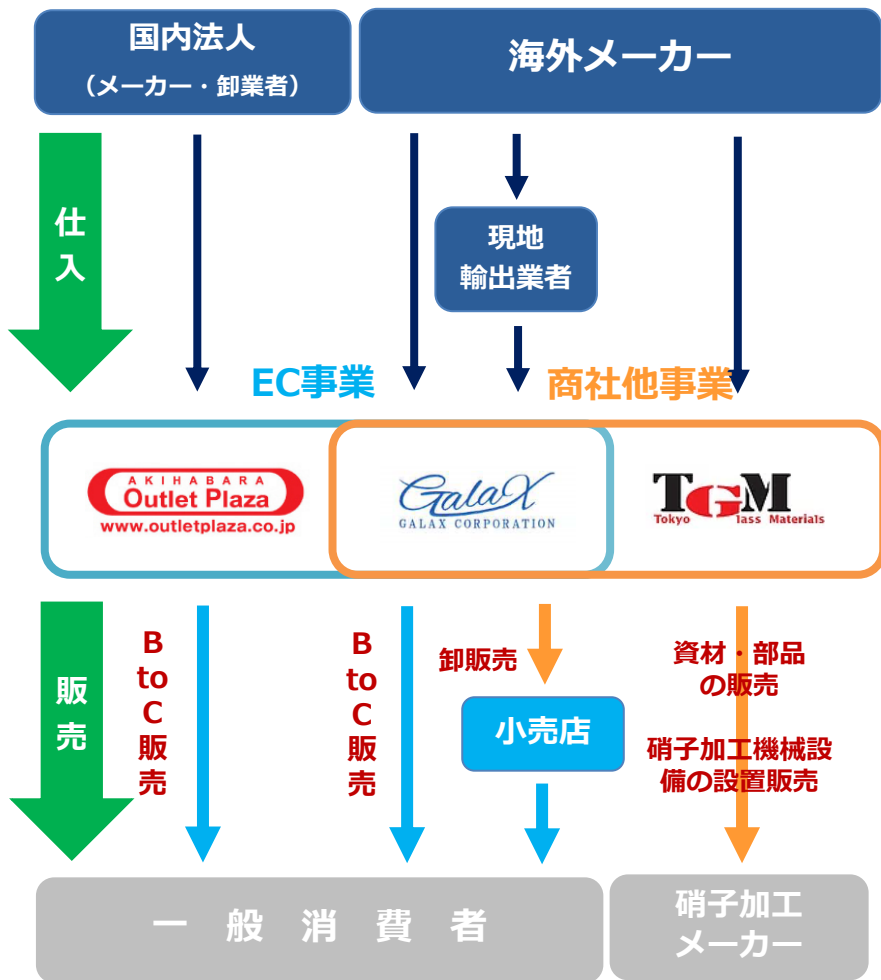 国内法人
（メーカー・卸業者）
海外メーカー
仕
入
現地
輸出業者
EC事業
商社他事業
AKIHABARA
Outlet Plaza
www.outletplaza.co.jp
GalaX
GALAX CORPORATION
TGM
Tokyo Glass Materials
販
売
B
to
C
販
売
B
to
C
販
売
卸販売
小売店
資材・部品
の販売
硝子加工機械設
備の設置販売
一般消費者
硝子加工
メーカー